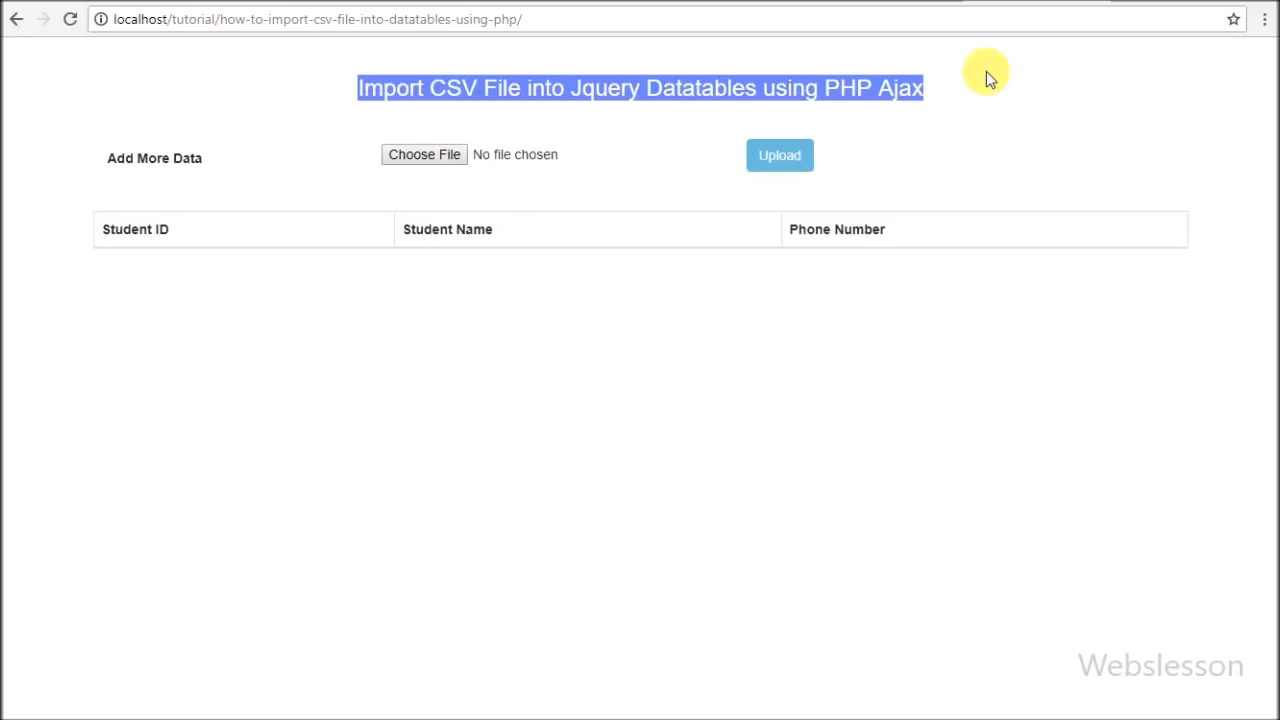 localhost/tutorial/how-to-import-csv-file-into-datatables-using-php/
Import CSV File into Jquery Datatables using PHP Ajax
Add More Data Choose File No file chosen Upload
Student ID Student Name Phone Number
Webslesson